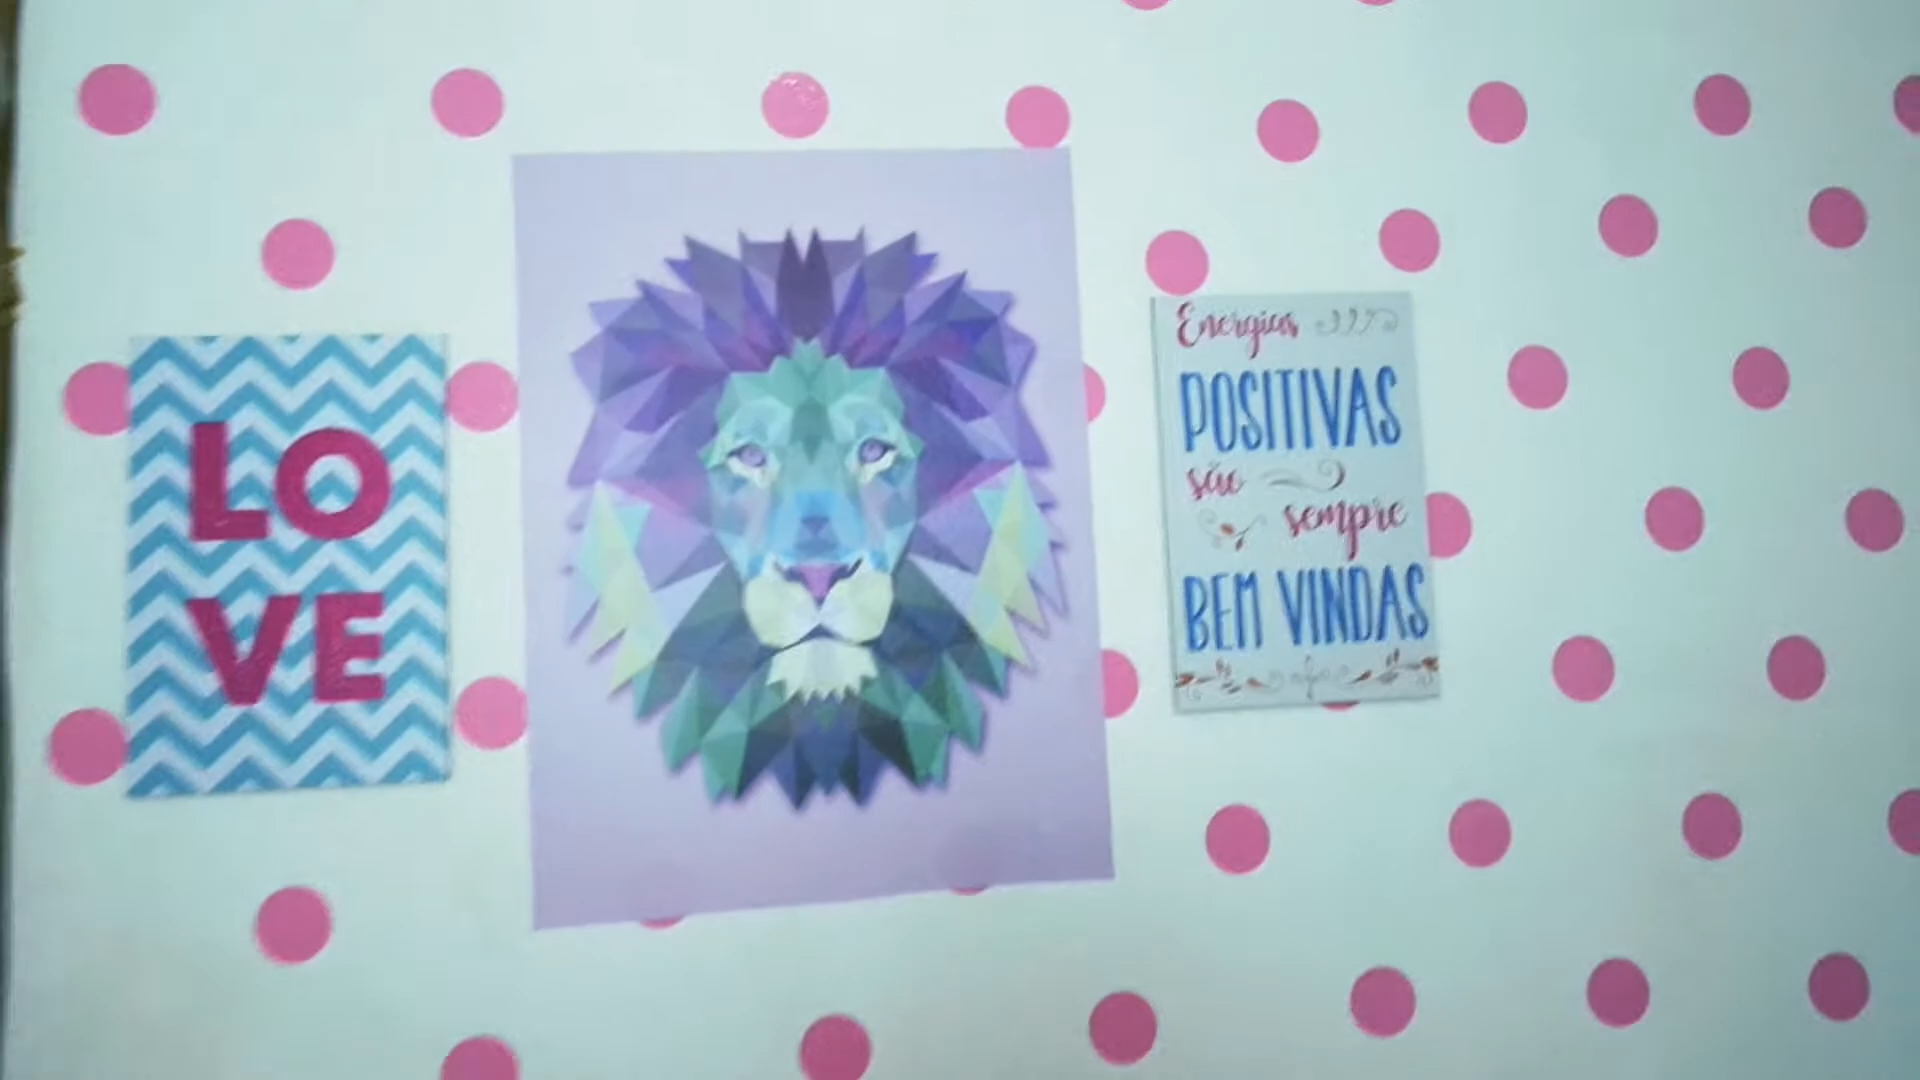 LO
VE
Energias
POSITIVAS
são
sempre
BEM VINDAS